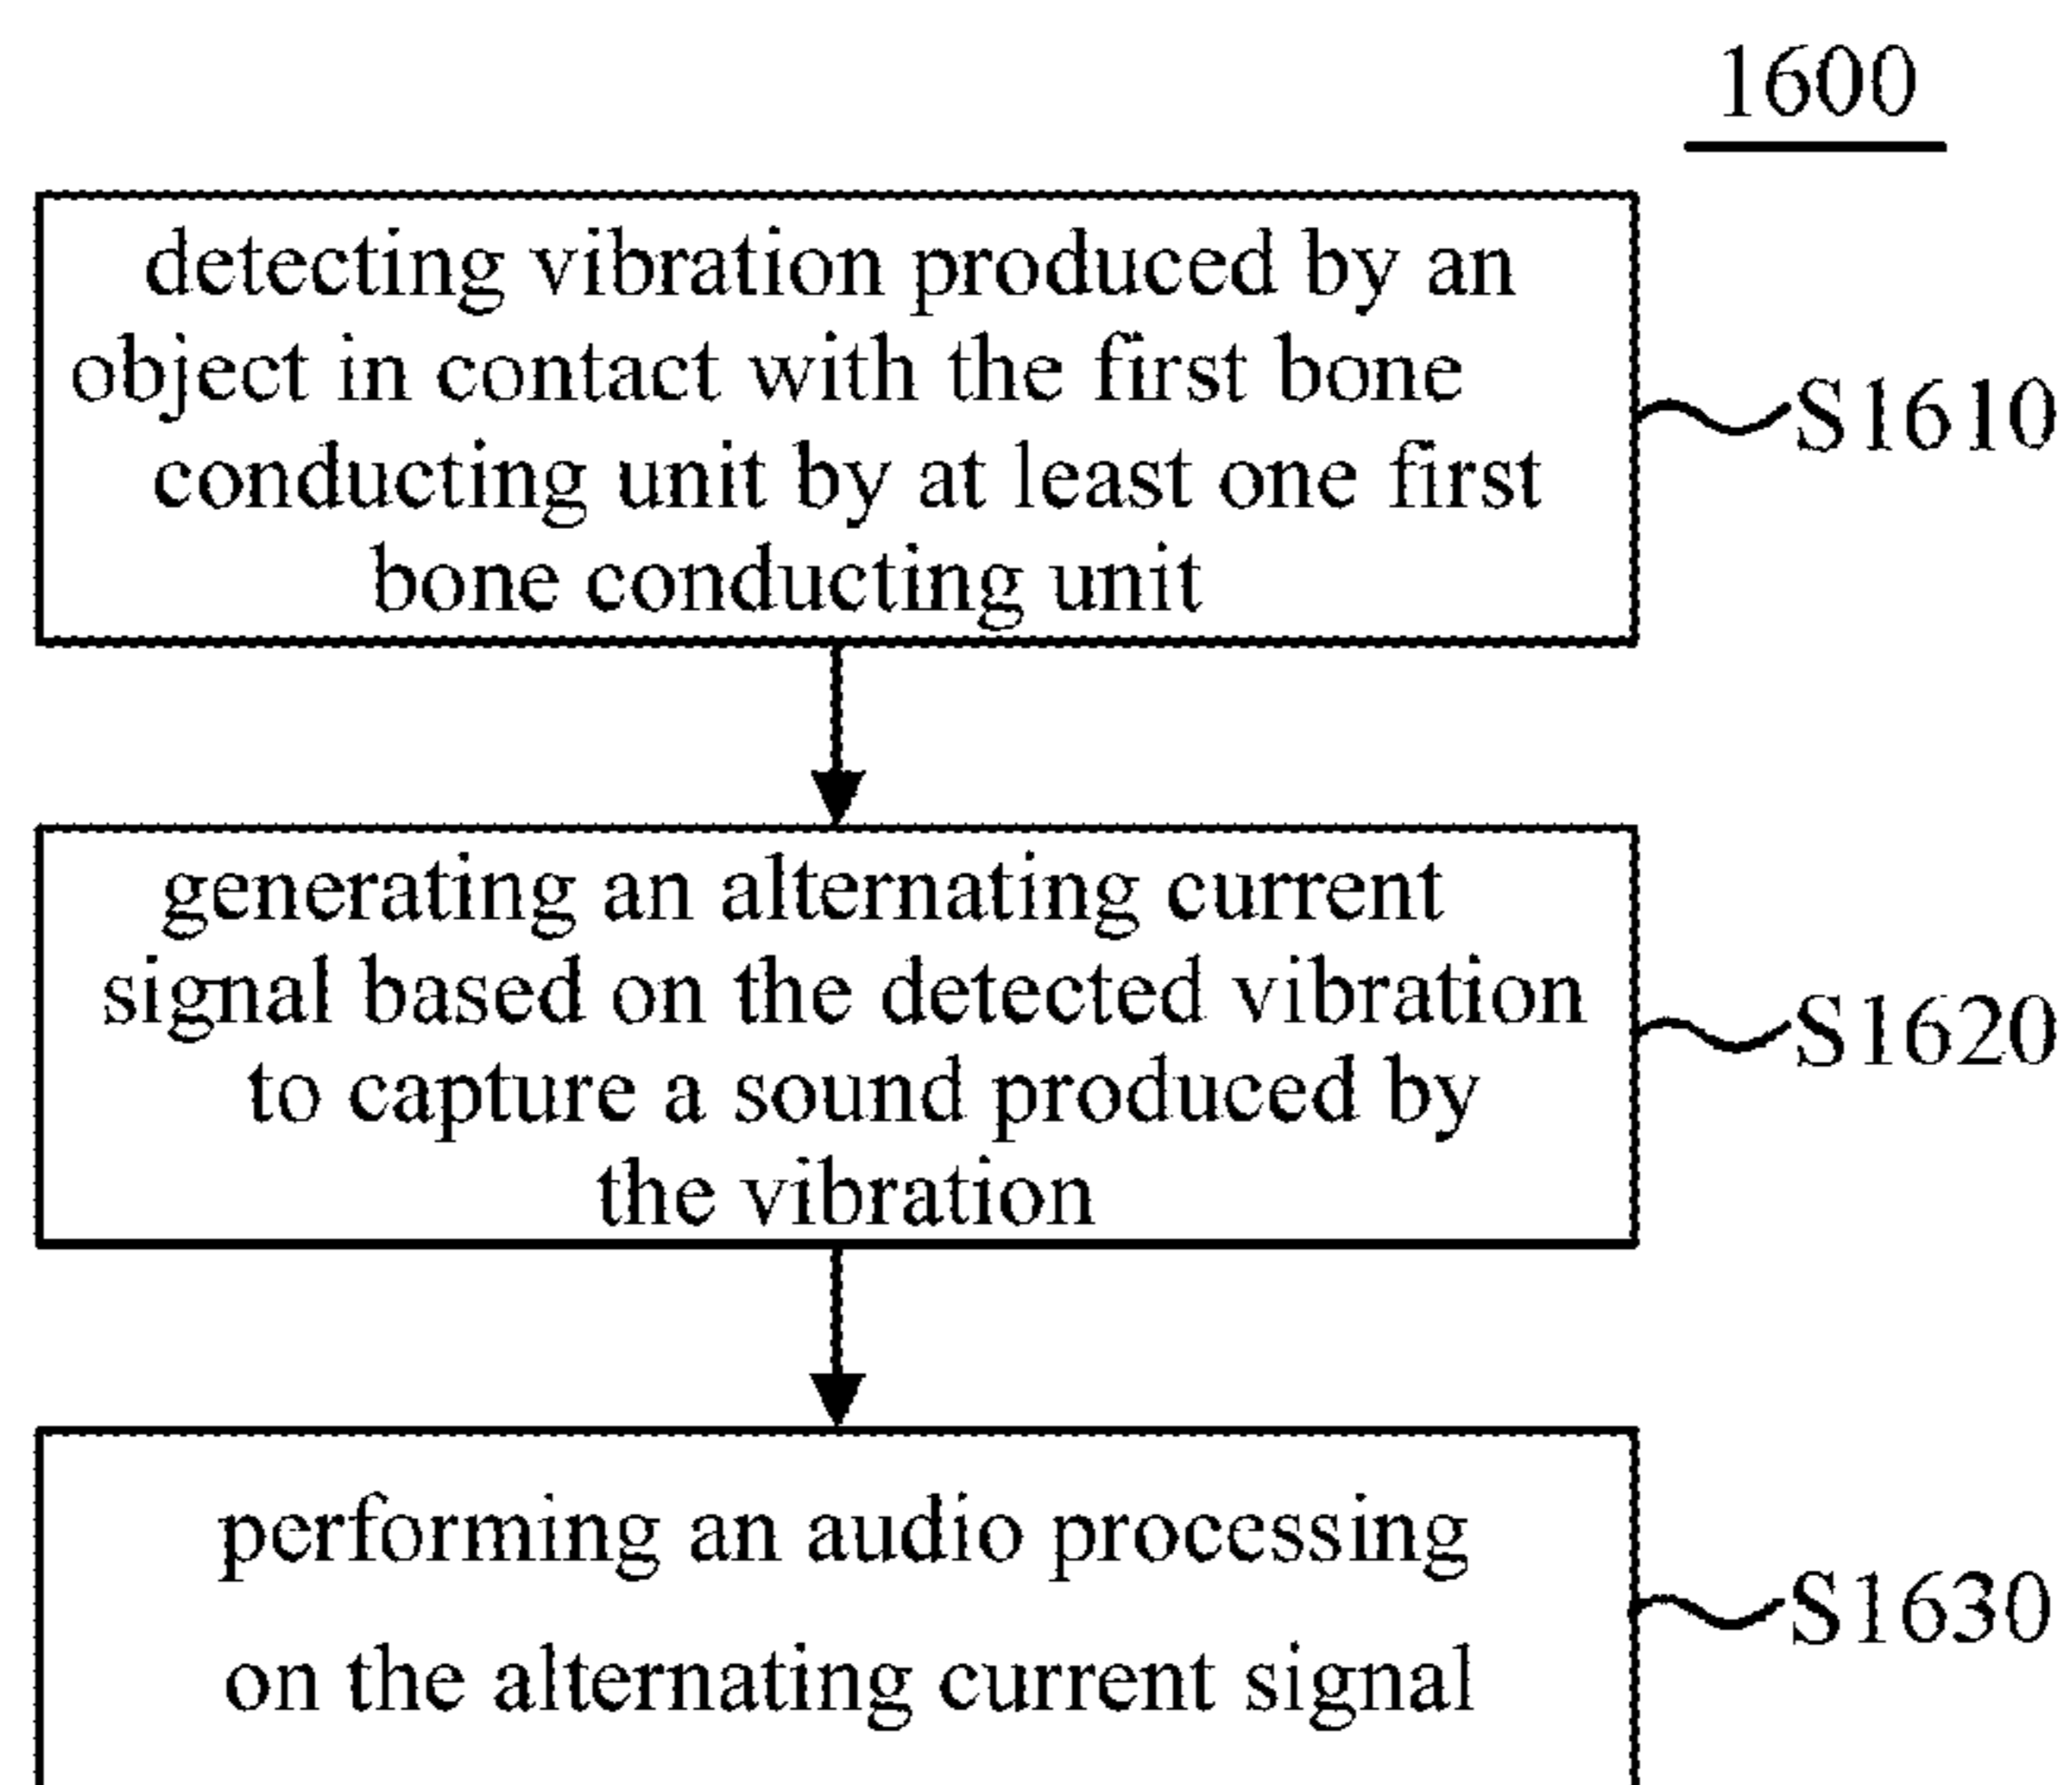 1600
detecting vibration produced by an
object in contact with the first bone
conducting unit by at least one first
bone conducting unit
S1610
generating an alternating current
signal based on the detected vibration
to capture a sound produced by
the vibration
S1620
performing an audio processing
on the alternating current signal
S1630